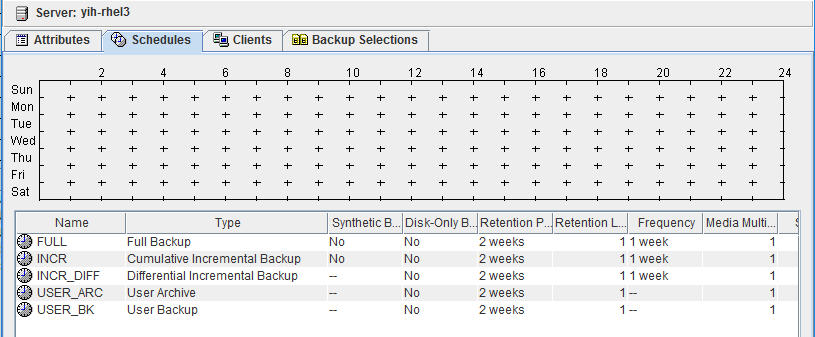 Server: yih-rhel3
Attributes Schedules Clients Backup Selections
2 4 6 8 10 12 14 16 18 20 22 24
Sun
Mon
Tue
Wed
Thu
Fri
Sat
Name Type Synthetic B... Disk-Only B... Retention P... Retention L... Frequency Media Multi... S
FULL Full Backup No No 2 weeks 1 1 week 1
INCR Cumulative Incremental Backup No No 2 weeks 1 1 week 1
INCR_DIFF Differential Incremental Backup -- No 2 weeks 1 1 week 1
USER_ARC User Archive -- No 2 weeks 1 -- 1
USER_BK User Backup -- No 2 weeks 1 -- 1